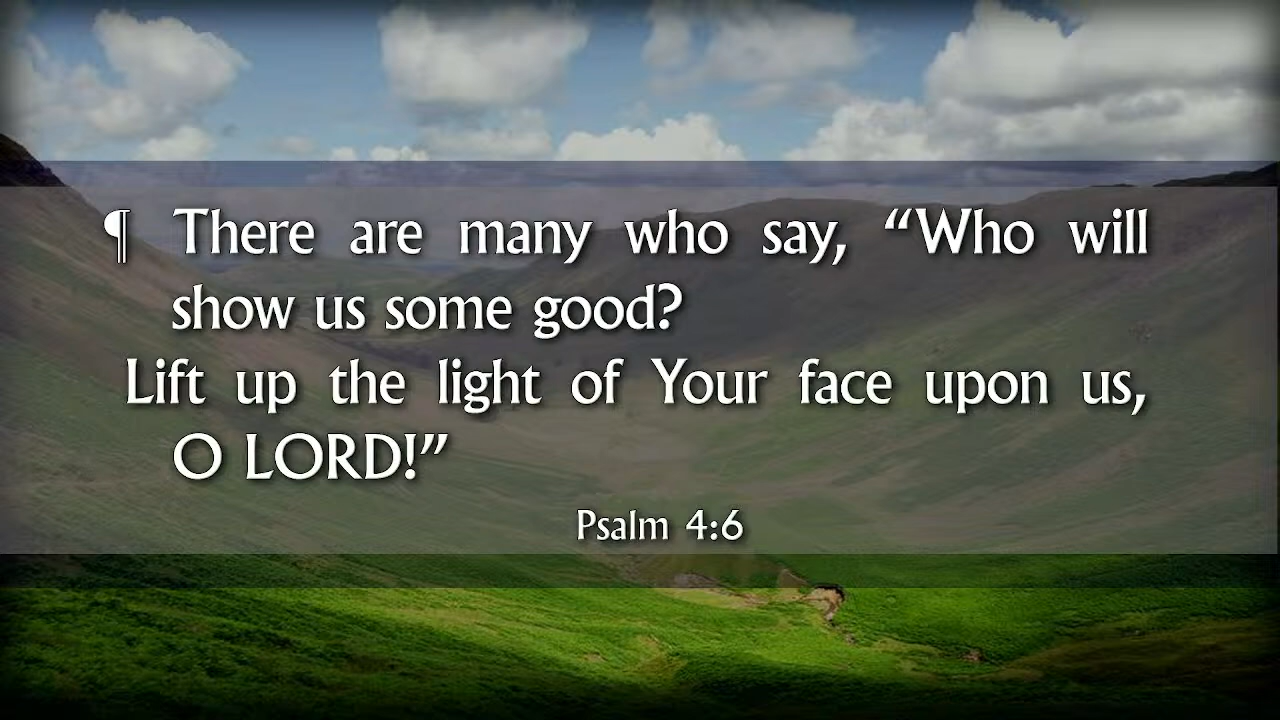 ¶ There are many who say, “Who will
show us some good?
Lift up the light of Your face upon us,
O LORD!”
Psalm 4:6